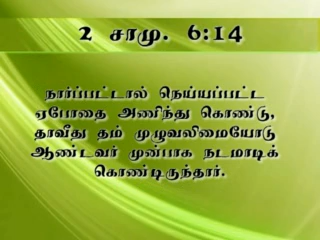 2 சாமு. 6:14
நார்ப்பட்டால் நெய்யப்பட்ட
ஏபோதை அணிந்து கொண்டு,
தாவீது தம் முழுவலிமையோடு
ஆண்டவர் முன்பாக நடமாடிக்
கொண்டிருந்தார்.